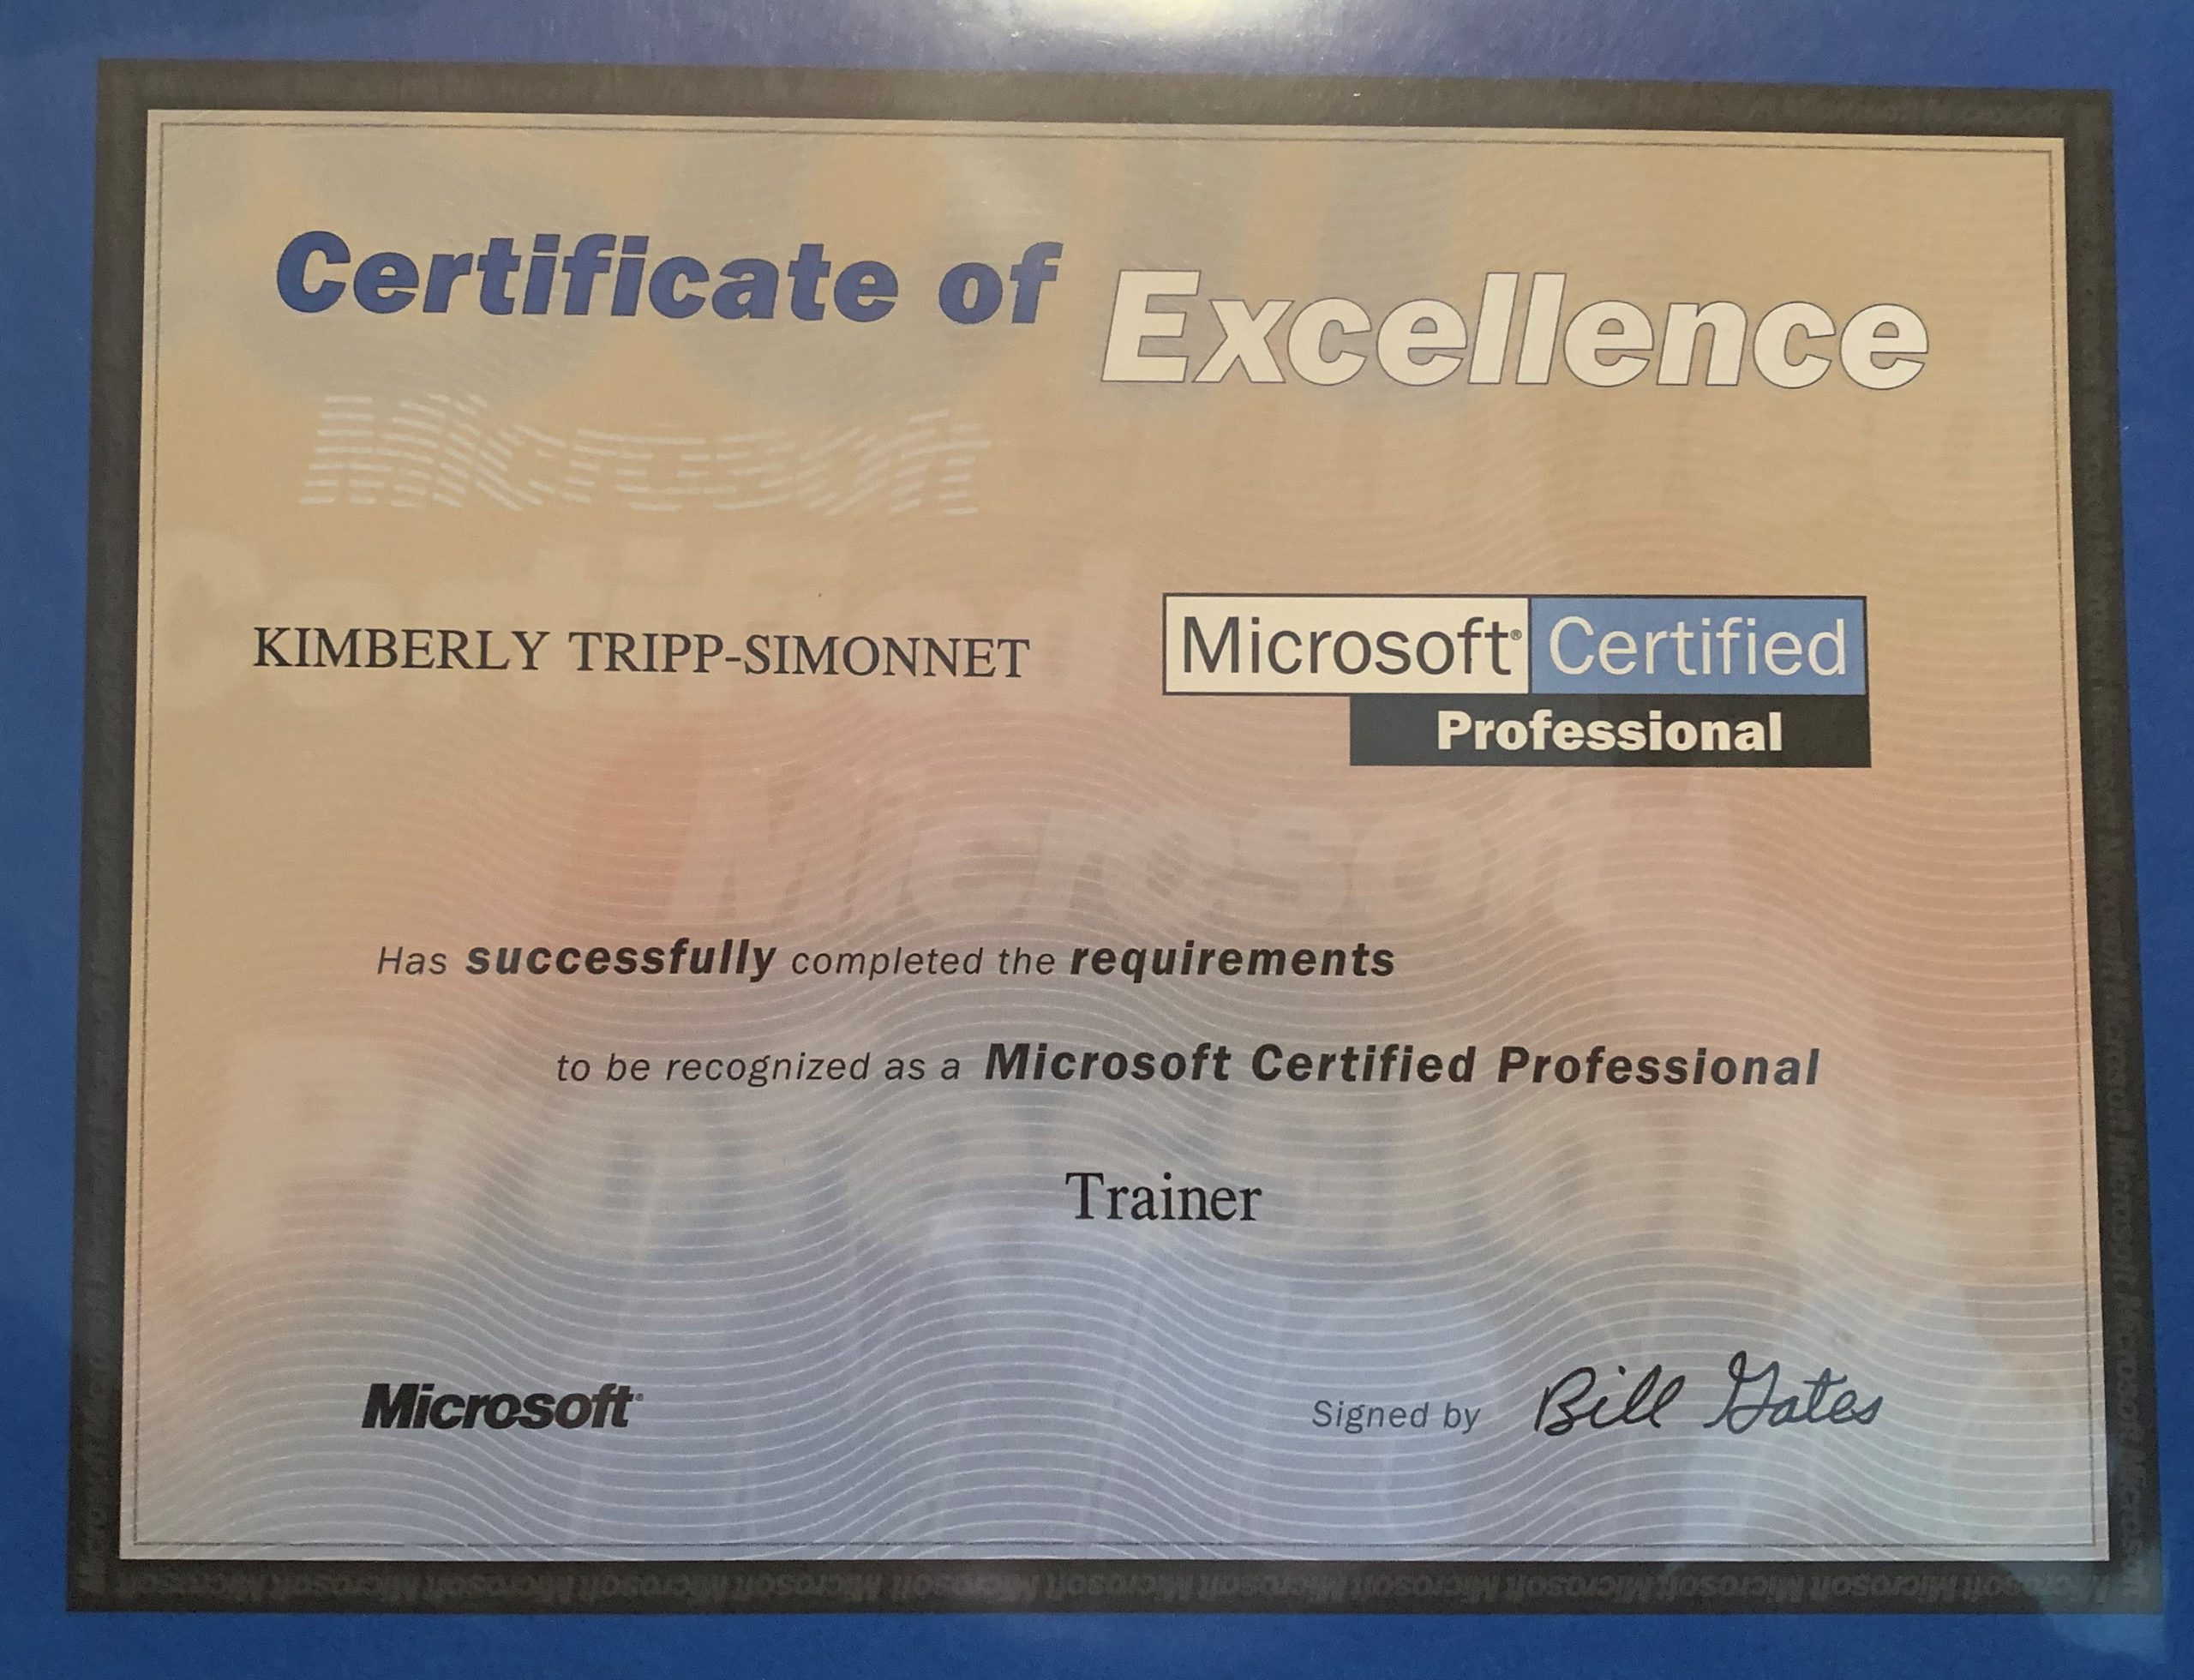 Certificate of Excellence
Microsoft
KIMBERLY TRIPP-SIMONNET
Microsoft® Certified
Professional
Microsoft
Has successfully completed the requirements
to be recognized as a Microsoft Certified Professional
Trainer
Microsoft®
Signed by Bill Gates